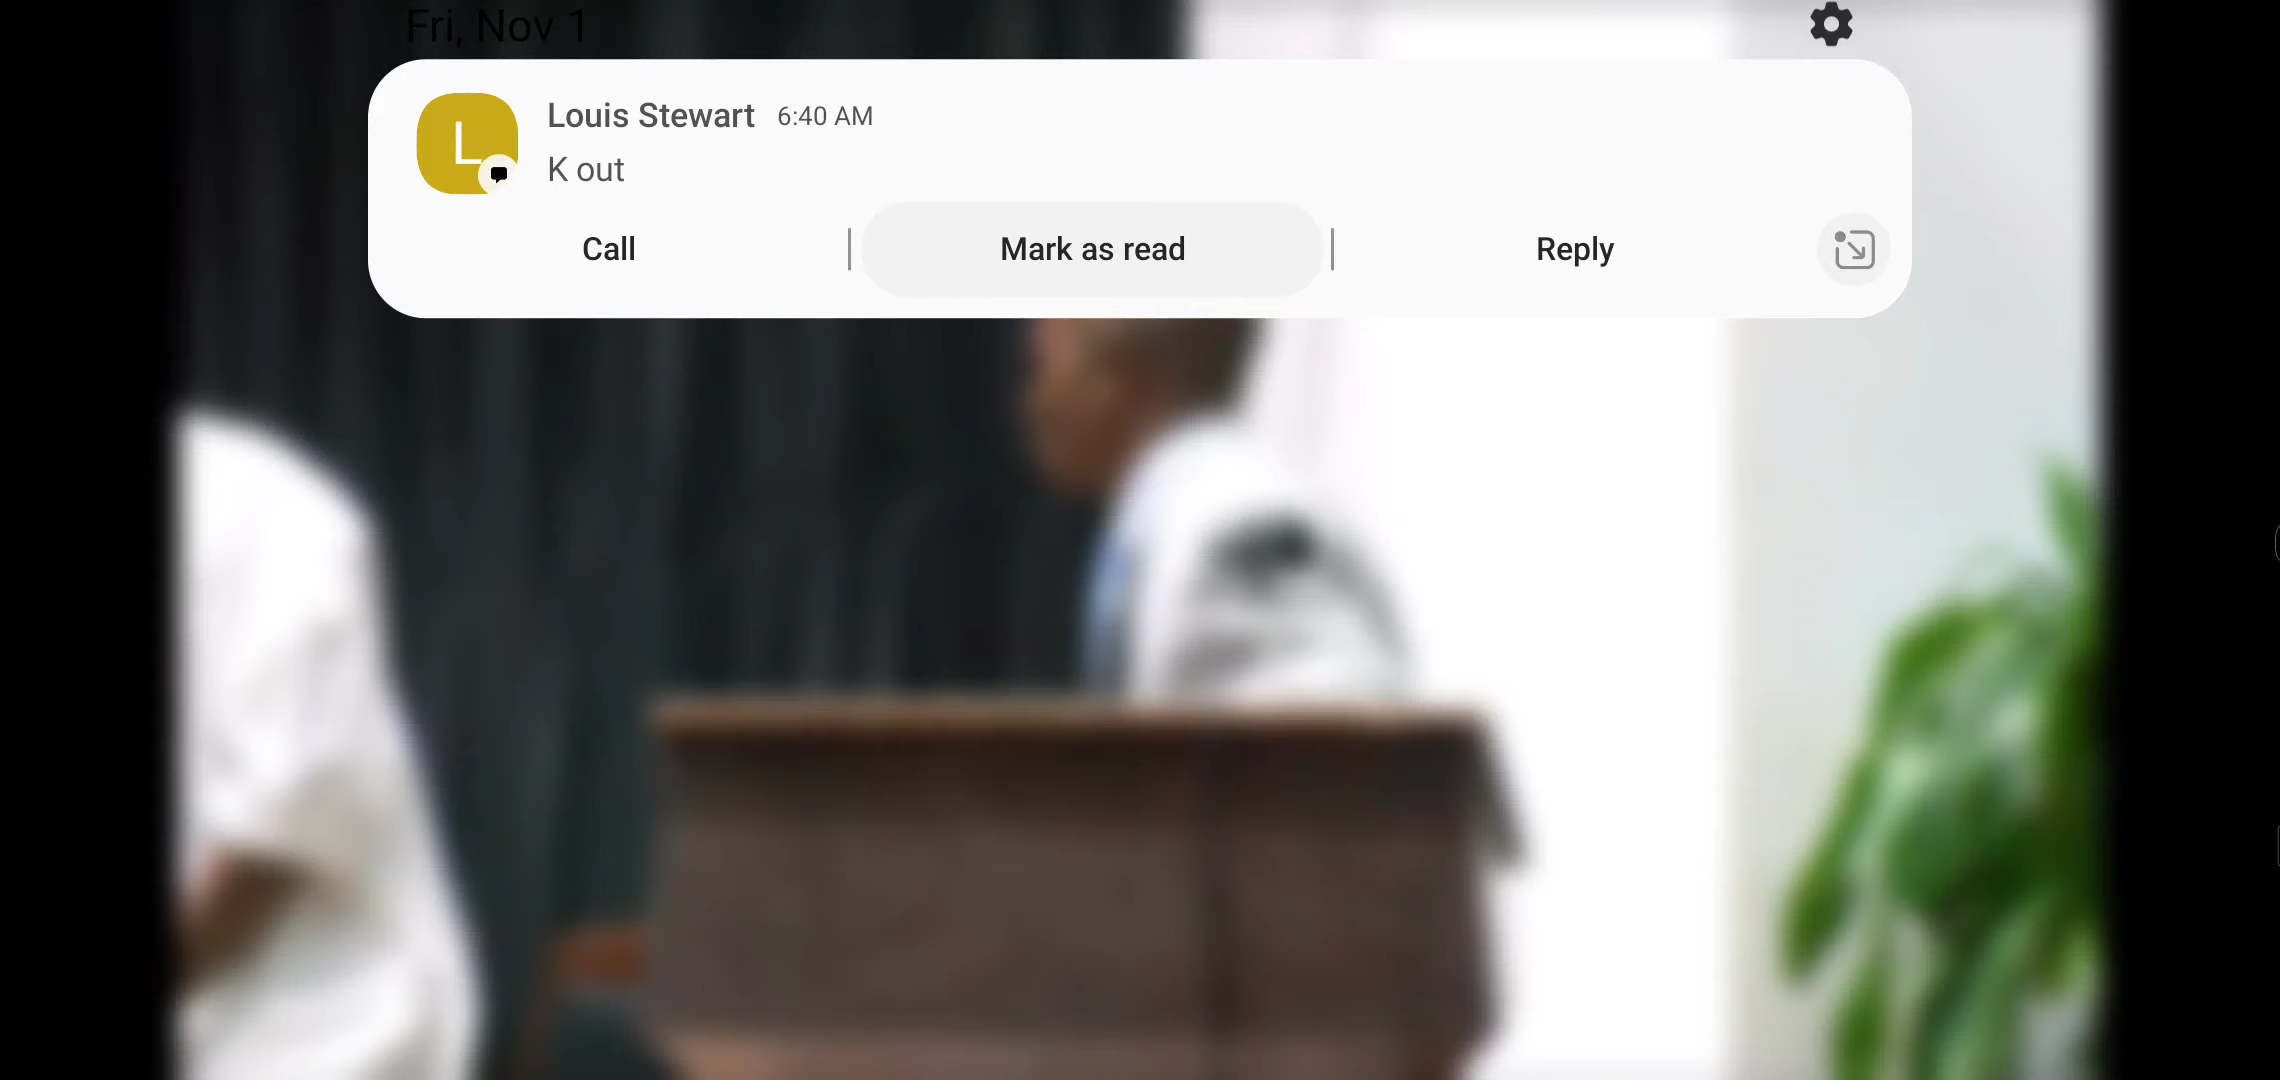 Fri, Nov 1
L
Louis Stewart 6:40 AM
K out
Call
Mark as read
Reply